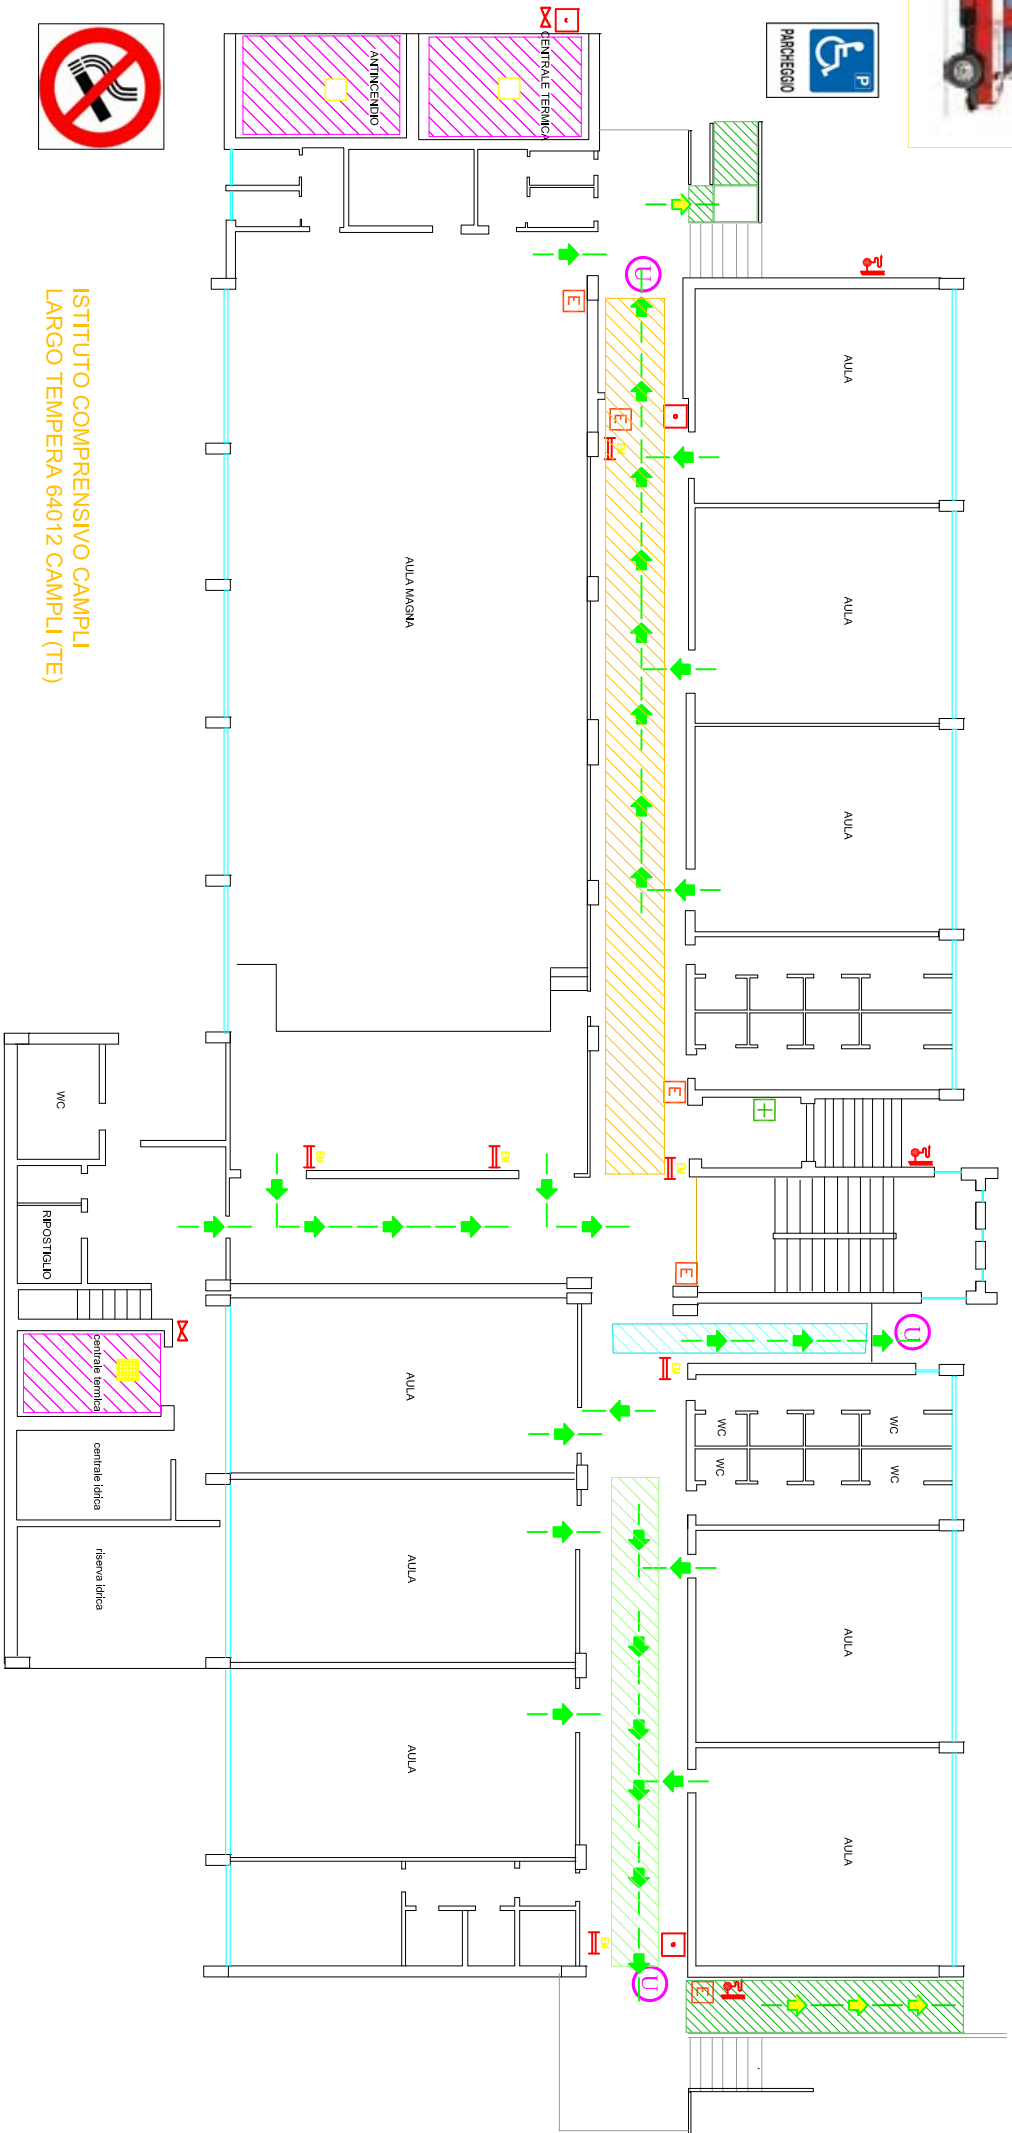 PARCHEGGIO
P
ANTINCENDIO
CENTRALE TERMICA
ISTITUTO COMPRENSIVO CAMPLI
LARGO TEMPERA 64012 CAMPLI (TE)
U
E
AULA
E
AULA MAGNA
AULA
AULA
WC
RIPOSTIGLIO
E
E
U
centrale termica
centrale idrica
riserva idrica
AULA
WC
WC
WC
WC
AULA
AULA
AULA
AULA
U
E